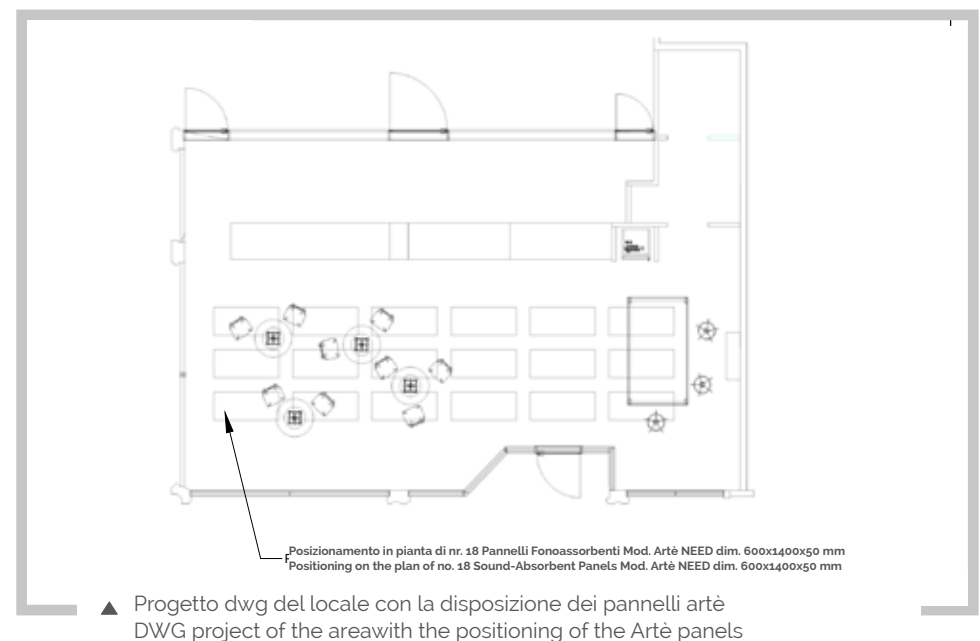 Posizionamento in pianta di nr. 18 Pannelli Fonoassorbenti Mod. Artè NEED dim. 600x1400x50 mm
Positioning on the plan of no. 18 Sound-Absorbent Panels Mod. Artè NEED dim. 600x1400x50 mm
▲ Progetto dwg del locale con la disposizione dei pannelli artè
DWG project of the areawith the positioning of the Artè panels